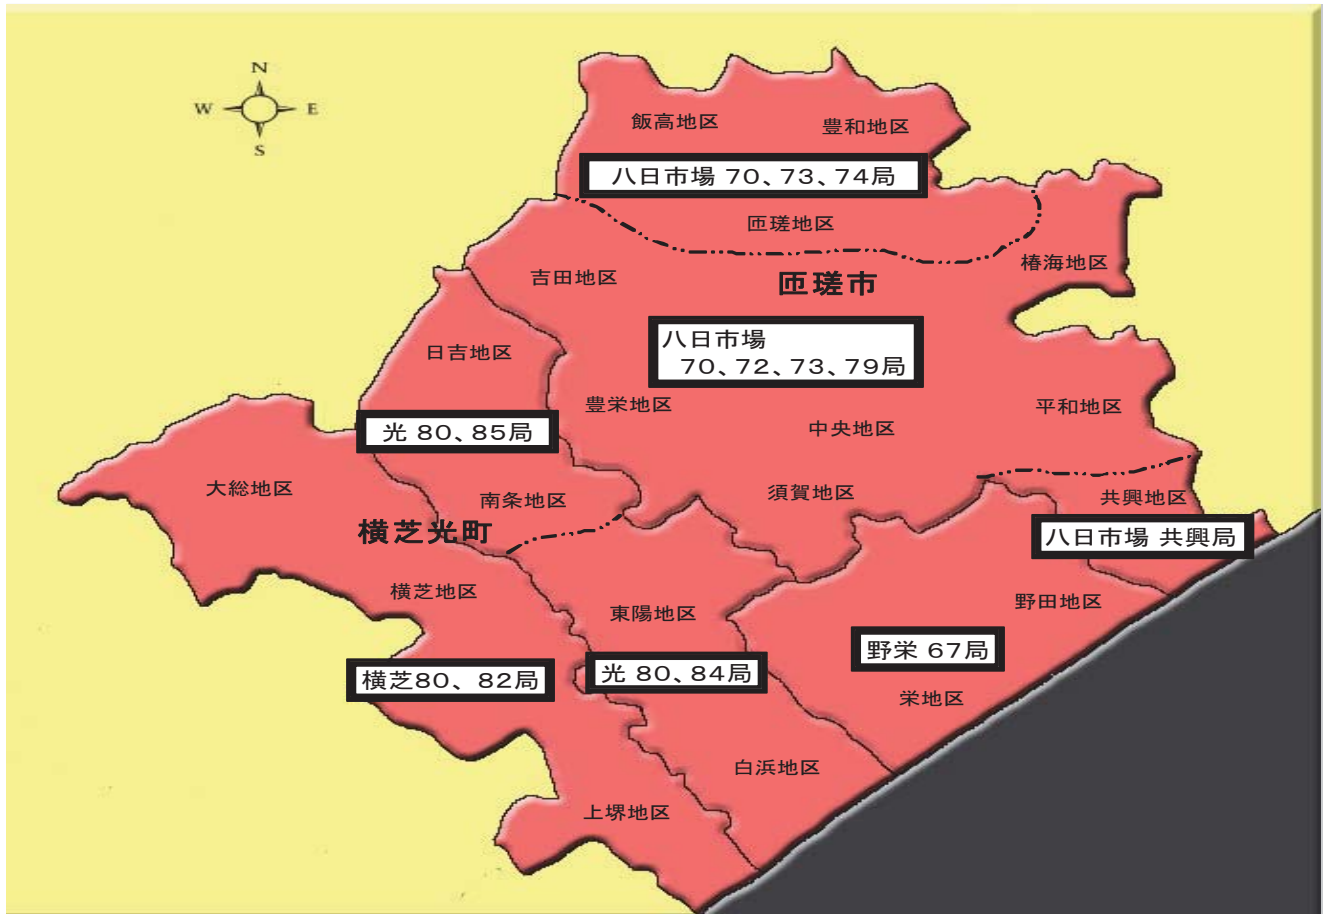 N
W E
S
飯高地区
豊和地区
八日市場 70、73、74局
匝瑳地区
椿海地区
吉田地区
匝瑳市
八日市場
70、72、73、79局
日吉地区
豊栄地区
中央地区
平和地区
光 80、85局
大総地区
南条地区
須賀地区
共興地区
横芝光町
八日市場 共興局
横芝地区
東陽地区
野田地区
野栄 67局
横芝80、 82局
光 80、84局
栄地区
白浜地区
上堺地区